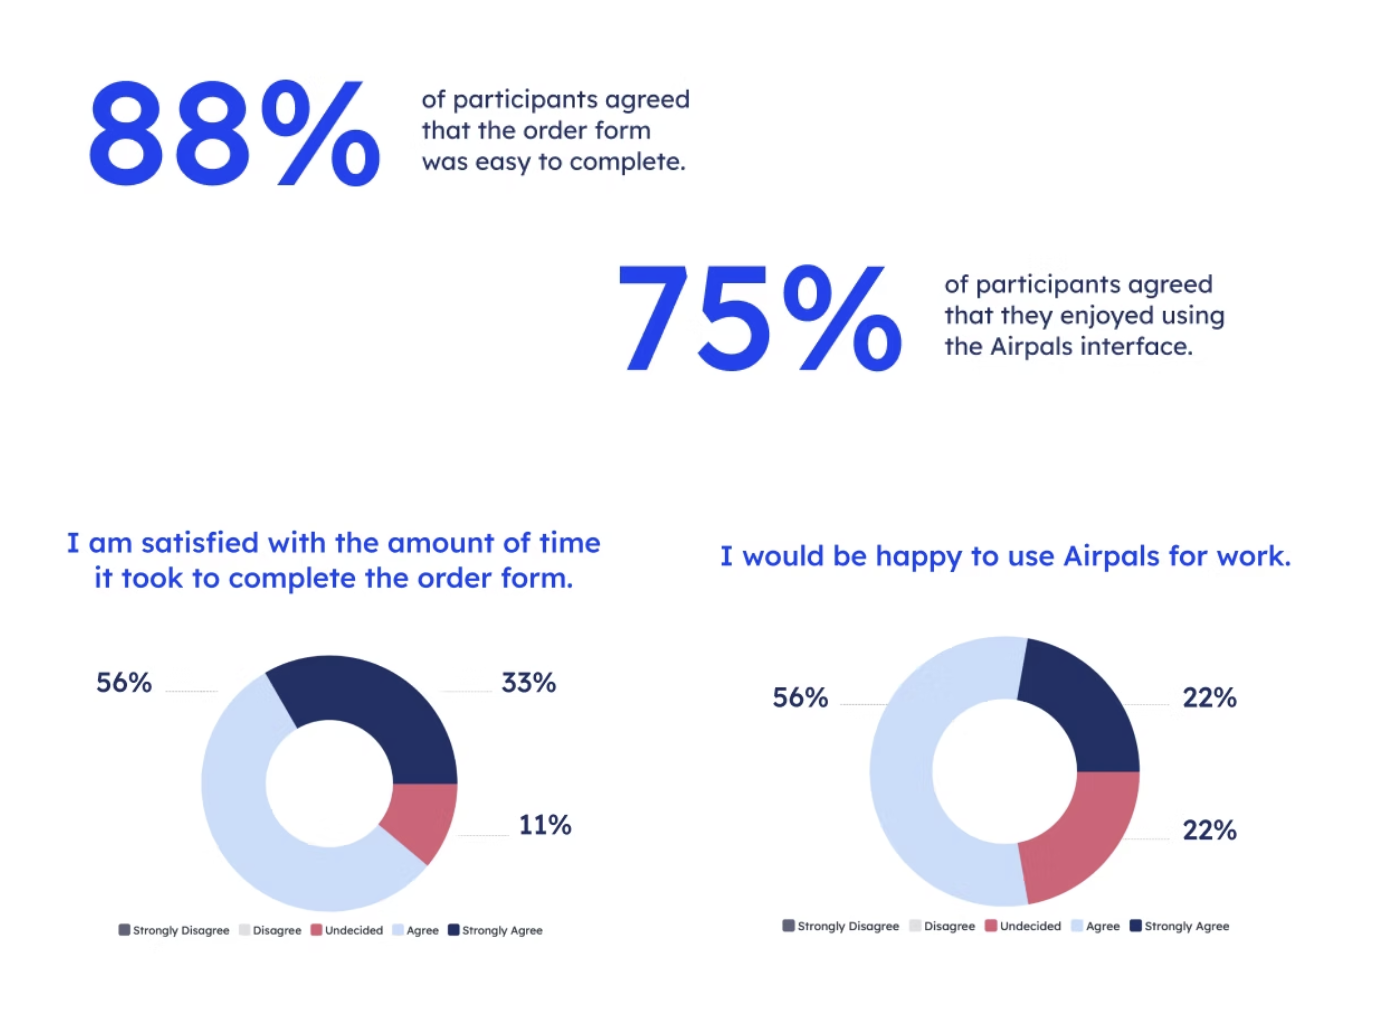 88%
of participants agreed
that the order form
was easy to complete.
75%
of participants agreed
that they enjoyed using
the Airpals interface.
I am satisfied with the amount of time
it took to complete the order form.
56%
33%
11%
Strongly Disagree Disagree Undecided Agree Strongly Agree
I would be happy to use Airpals for work.
56%
22%
22%
Strongly Disagree Disagree Undecided Agree Strongly Agree